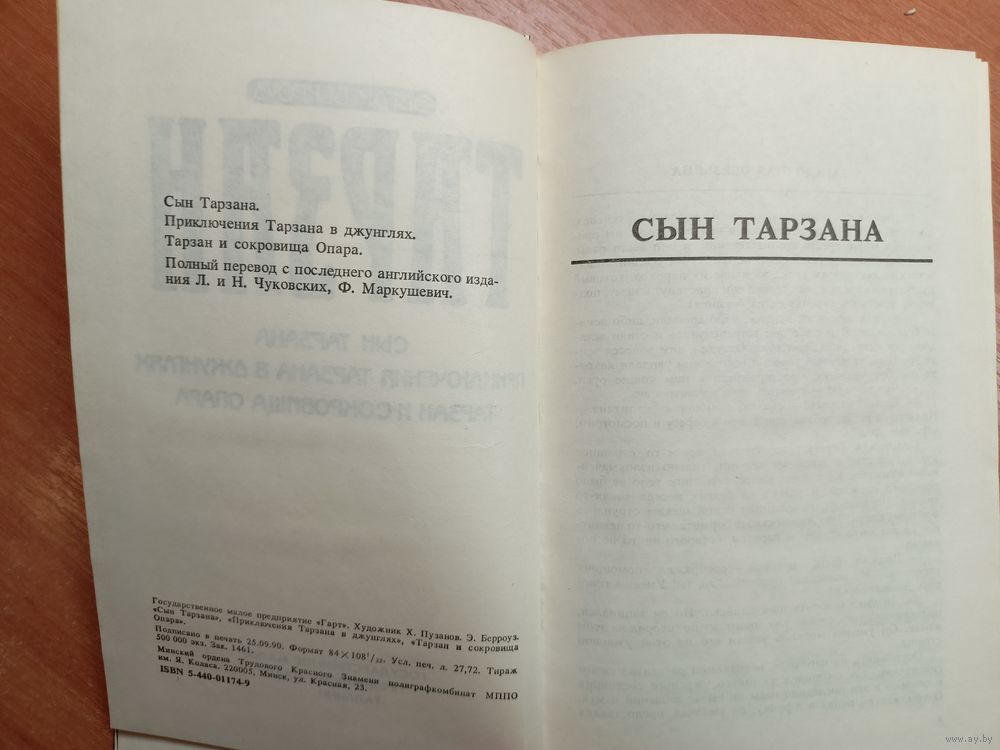 Сын Тарзана.
Приключения Тарзана в джунглях.
Тарзан и сокровища Опара.
Полный перевод с последнего английского изда-
ния Л. и Н. Чуковских, Ф. Маркушевич.
Государственное малое предприятие «Гарт». Художник Х. Пузанов. Э. Берроуз.
«Сын Тарзана», «Приключения Тарзана в джунглях», «Тарзан и сокровища
Опара».
Подписано в печать 25.09.90. Формат 84×108¹/₃₂. Усл. печ. л. 27,72. Тираж
500 000 экз. Зак. 1461.
Минский ордена Трудового Красного Знамени полиграфкомбинат МППО
им. Я. Коласа. 220005, Минск, ул. Красная, 23.
ISBN 5-440-01174-9
СЫН ТАРЗАНА
www.ay.by